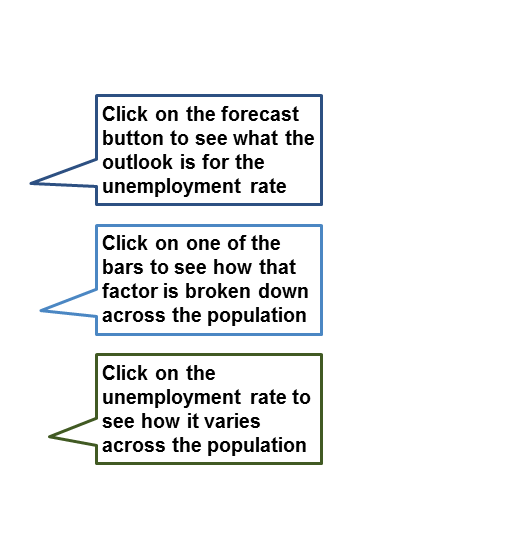 Click on the forecast
button to see what the
outlook is for the
unemployment rate
Click on one of the
bars to see how that
factor is broken down
across the population
Click on the
unemployment rate to
see how it varies
across the population